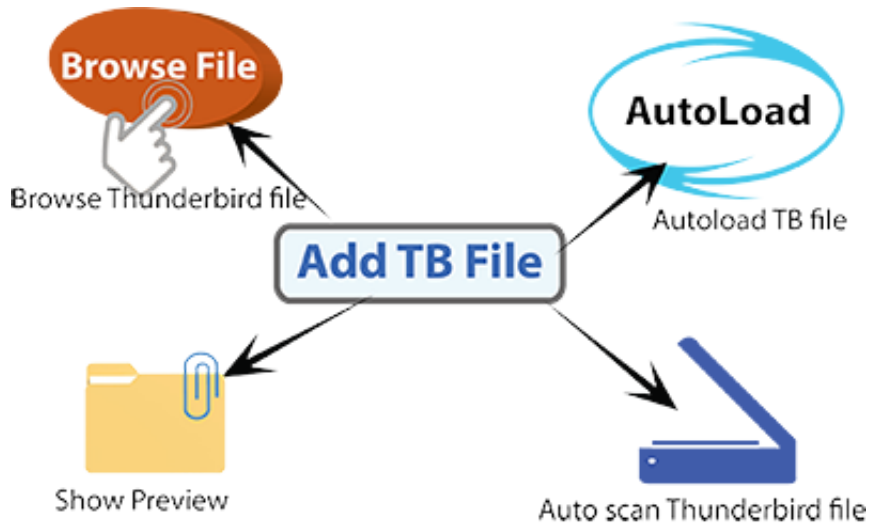 Browse File
AutoLoad
Browse Thunderbird file
Autoload TB file
Add TB File
Show Preview
Auto scan Thunderbird file